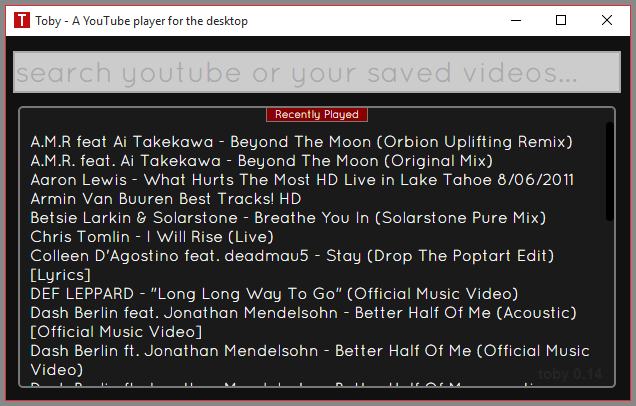 T Toby - A YouTube player for the desktop
search youtube or your saved videos...
Recently Played
A.M.R feat Ai Takekawa - Beyond The Moon (Orbion Uplifting Remix)
A.M.R. feat. Ai Takekawa - Beyond The Moon (Original Mix)
Aaron Lewis - What Hurts The Most HD Live in Lake Tahoe 8/06/2011
Armin Van Buuren Best Tracks! HD
Betsie Larkin & Solarstone - Breathe You In (Solarstone Pure Mix)
Chris Tomlin - I Will Rise (Live)
Colleen D'Agostino feat. deadmau5 - Stay (Drop The Poptart Edit)
[Lyrics]
DEF LEPPARD - "Long Long Way To Go" (Official Music Video)
Dash Berlin feat. Jonathan Mendelsohn - Better Half Of Me (Acoustic)
[Official Music Video]
Dash Berlin ft. Jonathan Mendelsohn - Better Half Of Me (Official Music
Video)
toby 0.14